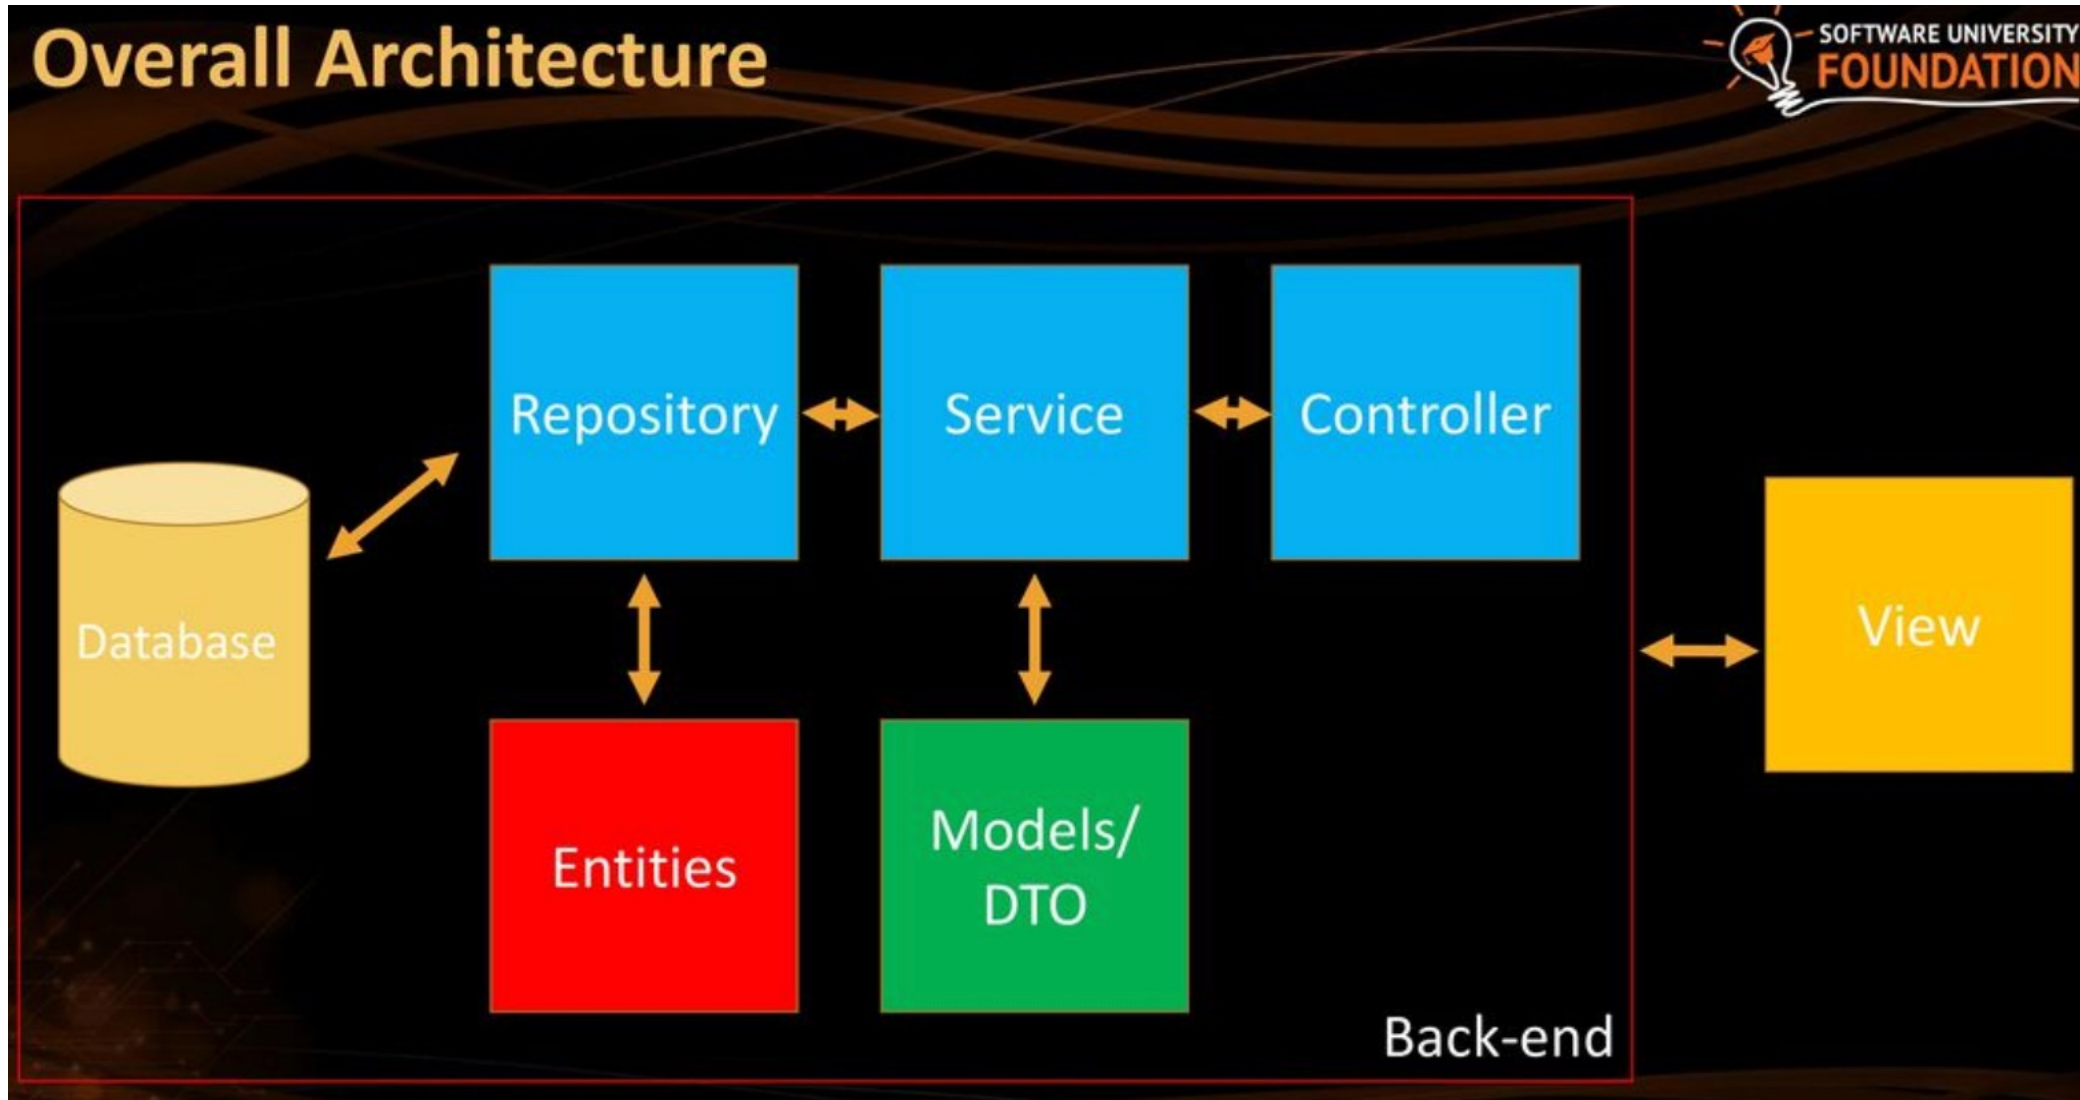 Overall Architecture
SOFTWARE UNIVERSITY
FOUNDATION
Repository
Service
Controller
Database
View
Entities
Models/
DTO
Back-end